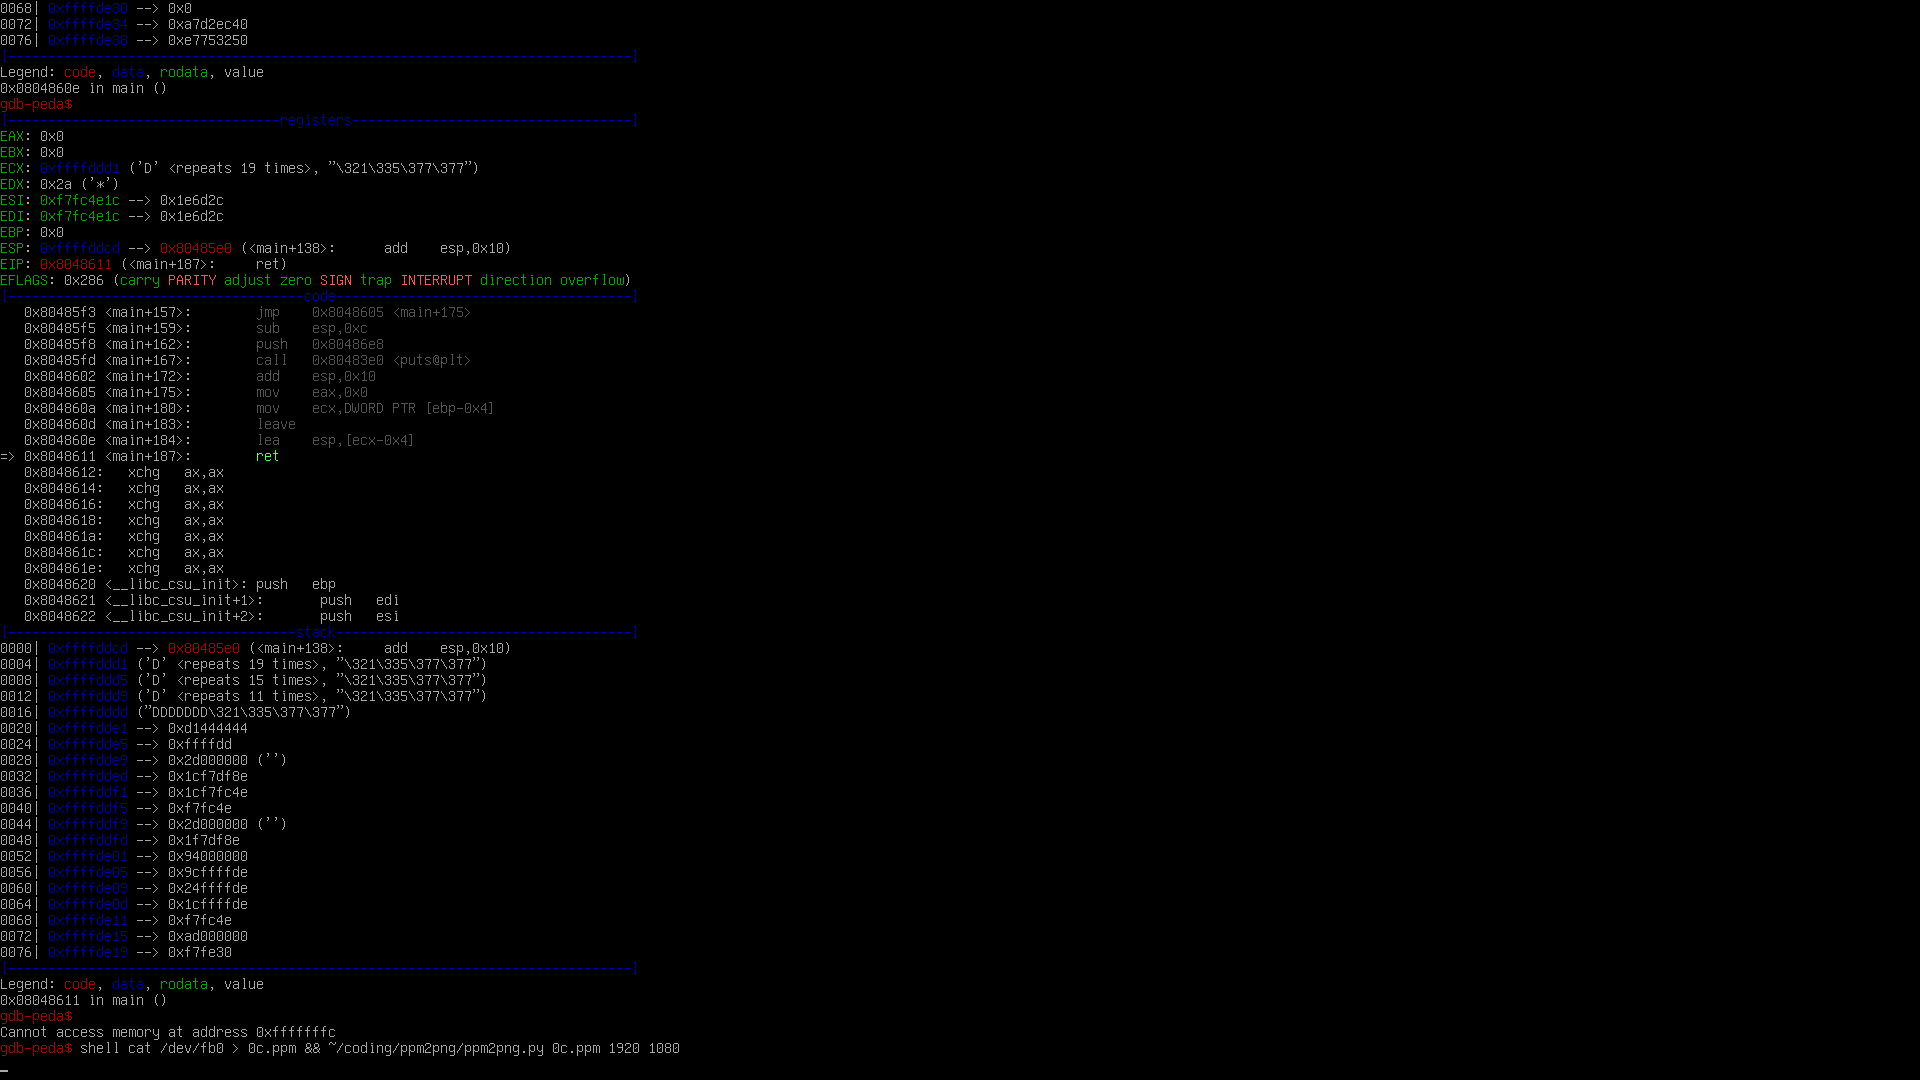 0068| 0xffffde30 --> 0x0
0072| 0xffffde34 --> 0xa7d2ec40
0076| 0xffffde38 --> 0xe7753250
[------------------------------------------------------------------------------]
Legend: code, data, rodata, value
0x0804860e in main ()
gdb-peda$
[----------------------------------registers-----------------------------------]
EAX: 0x0
EBX: 0x0
ECX: 0xffffddd1 ('D' <repeats 19 times>, "\321\335\377\377")
EDX: 0x2a ('*')
ESI: 0xf7fc4e1c --> 0x1e6d2c
EDI: 0xf7fc4e1c --> 0x1e6d2c
EBP: 0x0
ESP: 0xffffddcd --> 0x80485e0 (<main+138>:     add    esp,0x10)
EIP: 0x8048611 (<main+187>:     ret)
EFLAGS: 0x286 (carry PARITY adjust zero SIGN trap INTERRUPT direction overflow)
[-------------------------------------code-------------------------------------]
   0x80485f3 <main+157>:        jmp    0x8048605 <main+175>
   0x80485f5 <main+159>:        sub    esp,0xc
   0x80485f8 <main+162>:        push   0x80486e8
   0x80485fd <main+167>:        call   0x80483e0 <puts@plt>
   0x8048602 <main+172>:        add    esp,0x10
   0x8048605 <main+175>:        mov    eax,0x0
   0x804860a <main+180>:        mov    ecx,DWORD PTR [ebp-0x4]
   0x804860d <main+183>:        leave
   0x804860e <main+184>:        lea    esp,[ecx-0x4]
=> 0x8048611 <main+187>:        ret
   0x8048612:   xchg   ax,ax
   0x8048614:   xchg   ax,ax
   0x8048616:   xchg   ax,ax
   0x8048618:   xchg   ax,ax
   0x804861a:   xchg   ax,ax
   0x804861c:   xchg   ax,ax
   0x804861e:   xchg   ax,ax
   0x8048620 <__libc_csu_init>: push   ebp
   0x8048621 <__libc_csu_init+1>:       push   edi
   0x8048622 <__libc_csu_init+2>:       push   esi
[------------------------------------stack-------------------------------------]
0000| 0xffffddcd --> 0x80485e0 (<main+138>:     add    esp,0x10)
0004| 0xffffddd1 ('D' <repeats 19 times>, "\321\335\377\377")
0008| 0xffffddd5 ('D' <repeats 15 times>, "\321\335\377\377")
0012| 0xffffddd9 ('D' <repeats 11 times>, "\321\335\377\377")
0016| 0xffffdddd ("DDDDDDD\321\335\377\377")
0020| 0xffffdde1 --> 0xd1444444
0024| 0xffffdde5 --> 0xffffdd
0028| 0xffffdde9 --> 0x2d000000 ('')
0032| 0xffffdded --> 0x1cf7df8e
0036| 0xffffddf1 --> 0x1cf7fc4e
0040| 0xffffddf5 --> 0xf7fc4e
0044| 0xffffddf9 --> 0x2d000000 ('')
0048| 0xffffddfd --> 0x1f7df8e
0052| 0xffffde01 --> 0x94000000
0056| 0xffffde05 --> 0x9cffffde
0060| 0xffffde09 --> 0x24ffffde
0064| 0xffffde0d --> 0x1cffffde
0068| 0xffffde11 --> 0xf7fc4e
0072| 0xffffde15 --> 0xad000000
0076| 0xffffde19 --> 0xf7fe30
[------------------------------------------------------------------------------]
Legend: code, data, rodata, value
0x08048611 in main ()
gdb-peda$
Cannot access memory at address 0xfffffffc
gdb-peda$ shell cat /dev/fb0 > 0c.ppm && ~/coding/ppm2png/ppm2png.py 0c.ppm 1920 1080